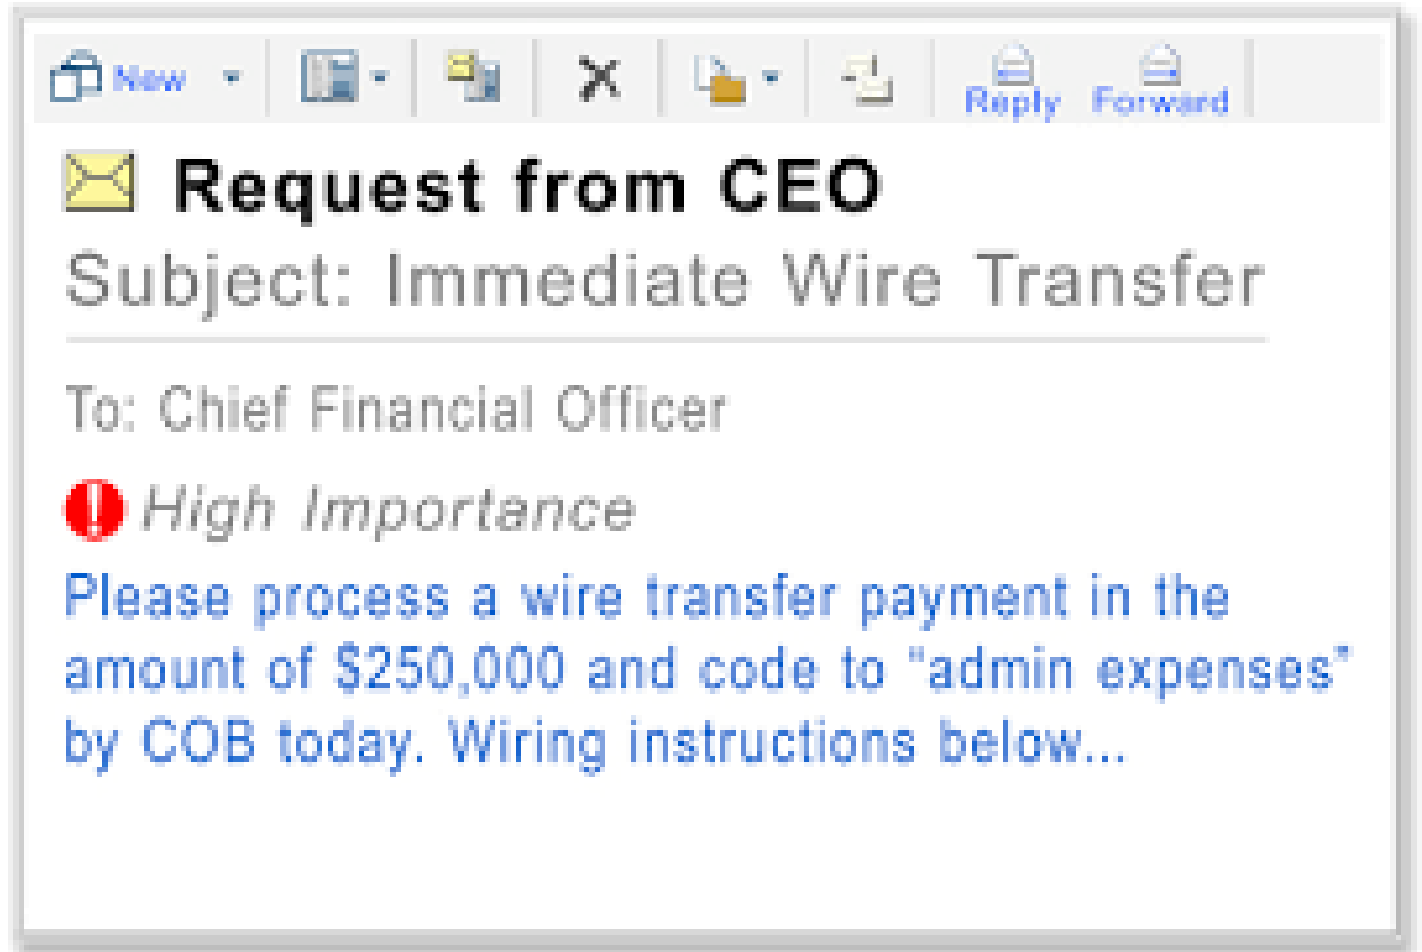 New
Reply Forward
Request from CEO
Subject: Immediate Wire Transfer
To: Chief Financial Officer
High Importance
Please process a wire transfer payment in the
amount of $250,000 and code to "admin expenses"
by COB today. Wiring instructions below...